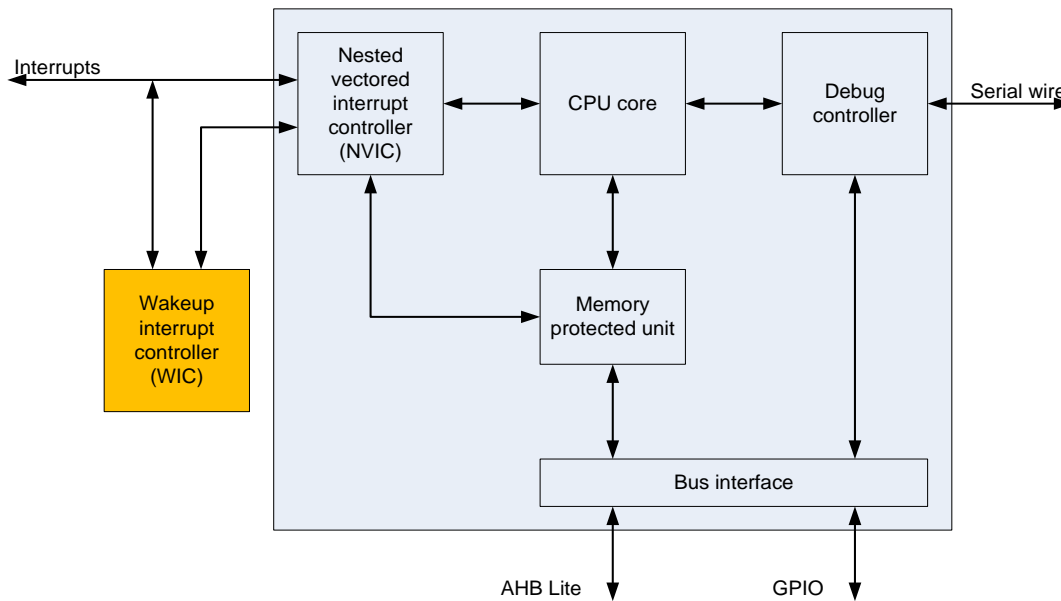 Interrupts
Nested
vectored
interrupt
controller
(NVIC)
CPU core
Debug
controller
Serial wire
Wakeup
interrupt
controller
(WIC)
Memory
protected unit
Bus interface
AHB Lite
GPIO